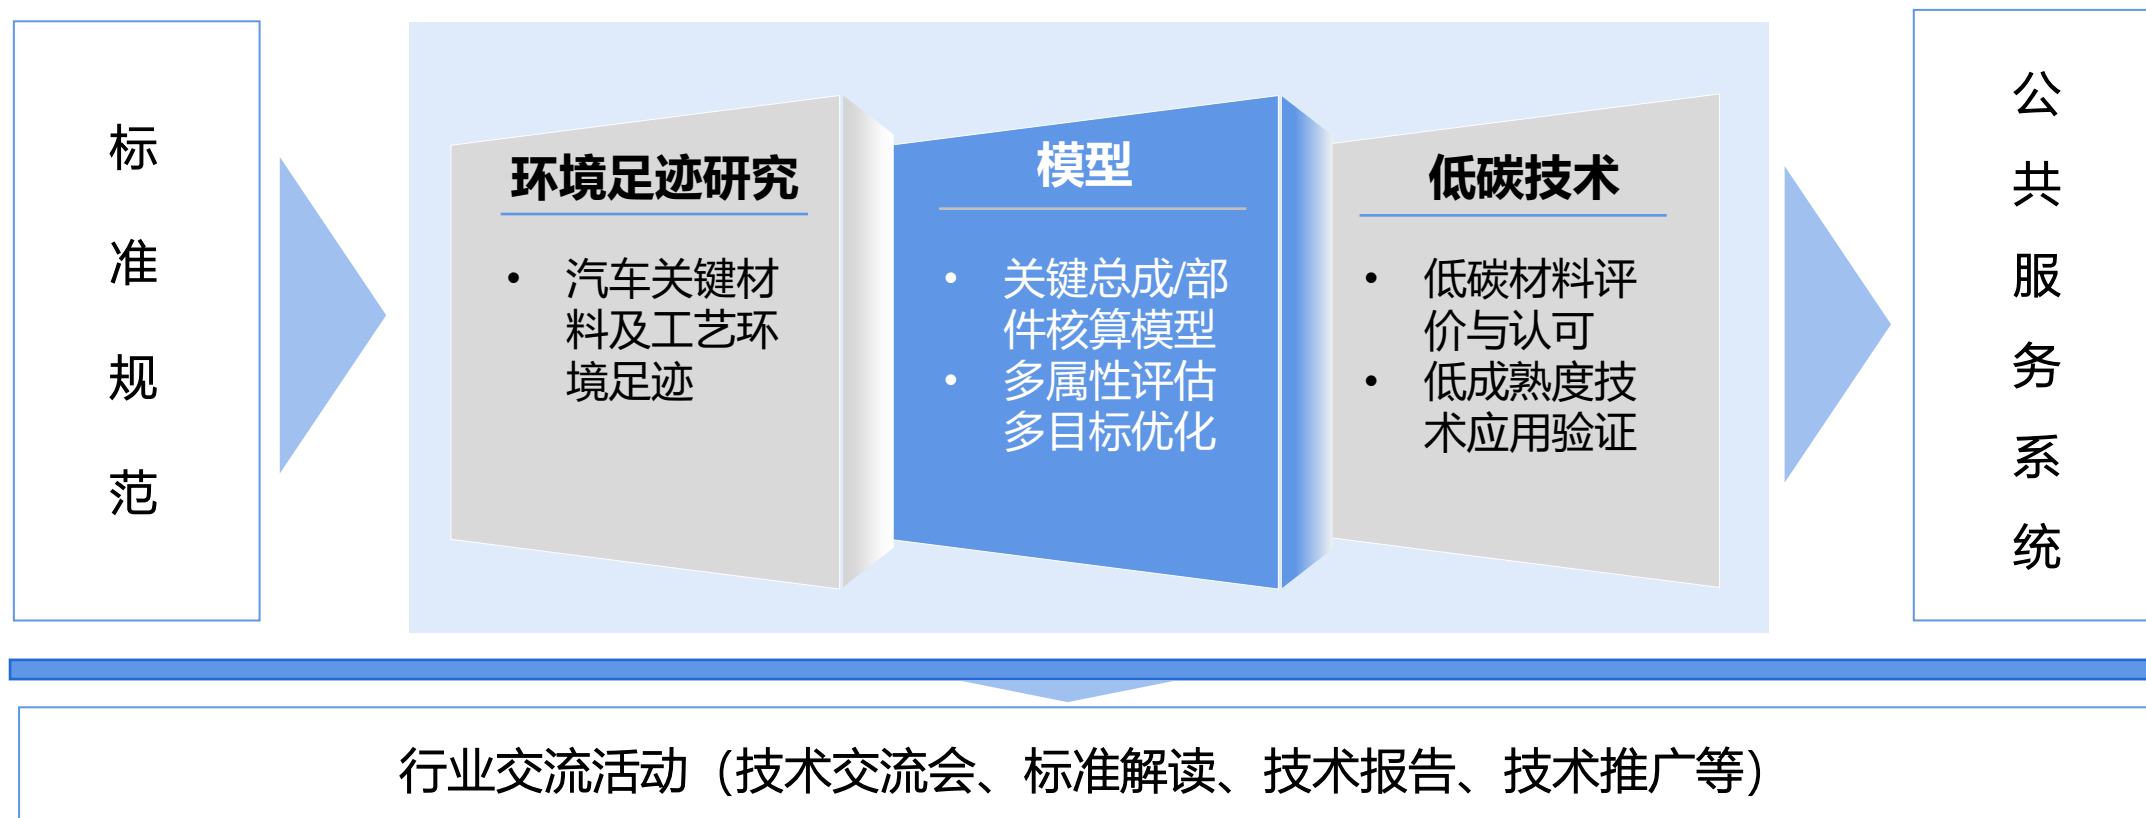 标准规范
环境足迹研究
• 汽车关键材
料及工艺环
境足迹
模型
• 关键总成/部
件核算模型
• 多属性评估
多目标优化
低碳技术
• 低碳材料评
价与认可
• 低成熟度技
术应用验证
公共服务系统
行业交流活动（技术交流会、标准解读、技术报告、技术推广等）